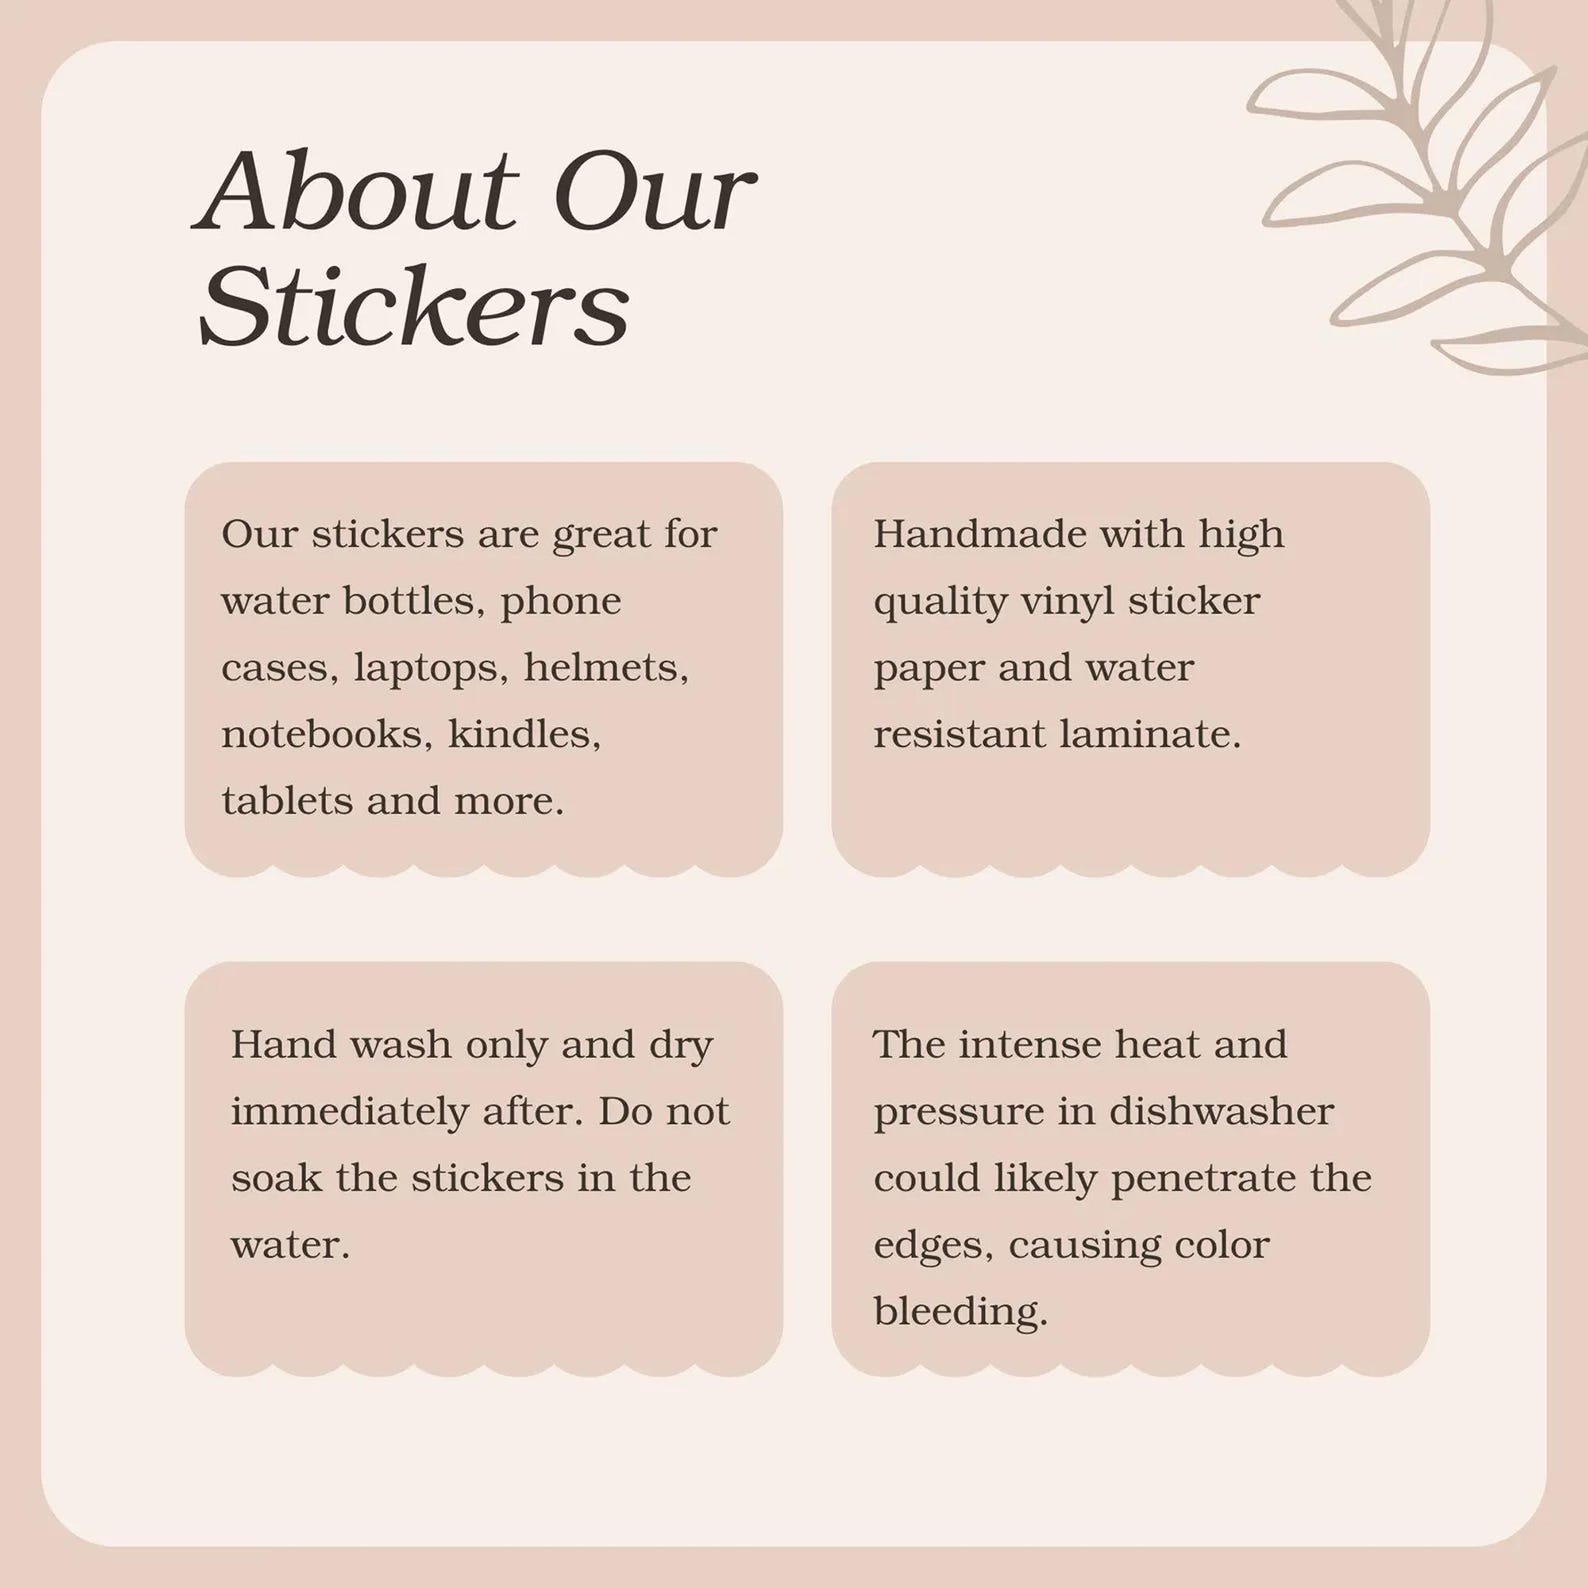 About Our
Stickers
Our stickers are great for
water bottles, phone
cases, laptops, helmets,
notebooks, kindles,
tablets and more.
Handmade with high
quality vinyl sticker
paper and water
resistant laminate.
Hand wash only and dry
immediately after. Do not
soak the stickers in the
water.
The intense heat and
pressure in dishwasher
could likely penetrate the
edges, causing color
bleeding.